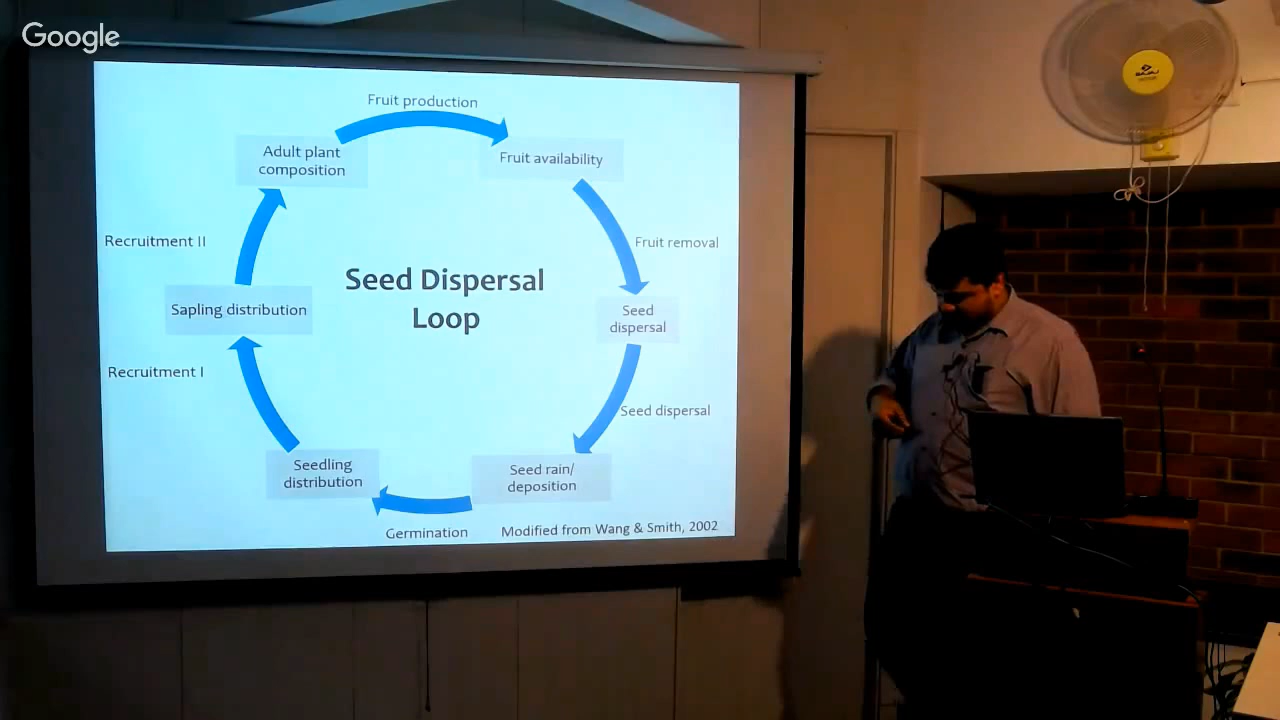 Google
Fruit production
Adult plant
composition
Fruit availability
Recruitment II
Fruit removal
Seed Dispersal
Loop
Sapling distribution
Seed
dispersal
Recruitment I
Seed dispersal
Seedling
distribution
Seed rain/
deposition
Germination
Modified from Wang & Smith, 2002
BAJAJ